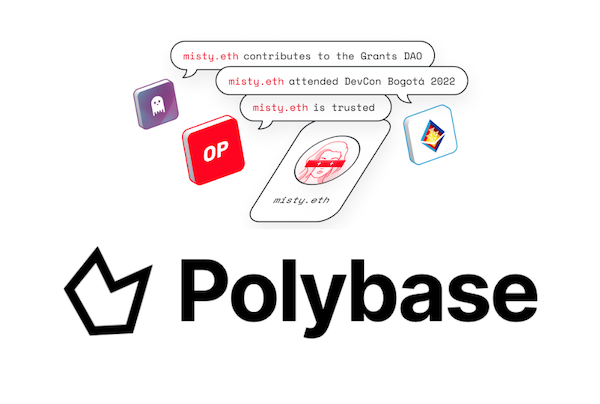 misty.eth contributes to the Grants DAO
misty.eth attended DevCon Bogotá 2022
misty.eth is trusted
OP
misty.eth
Polybase